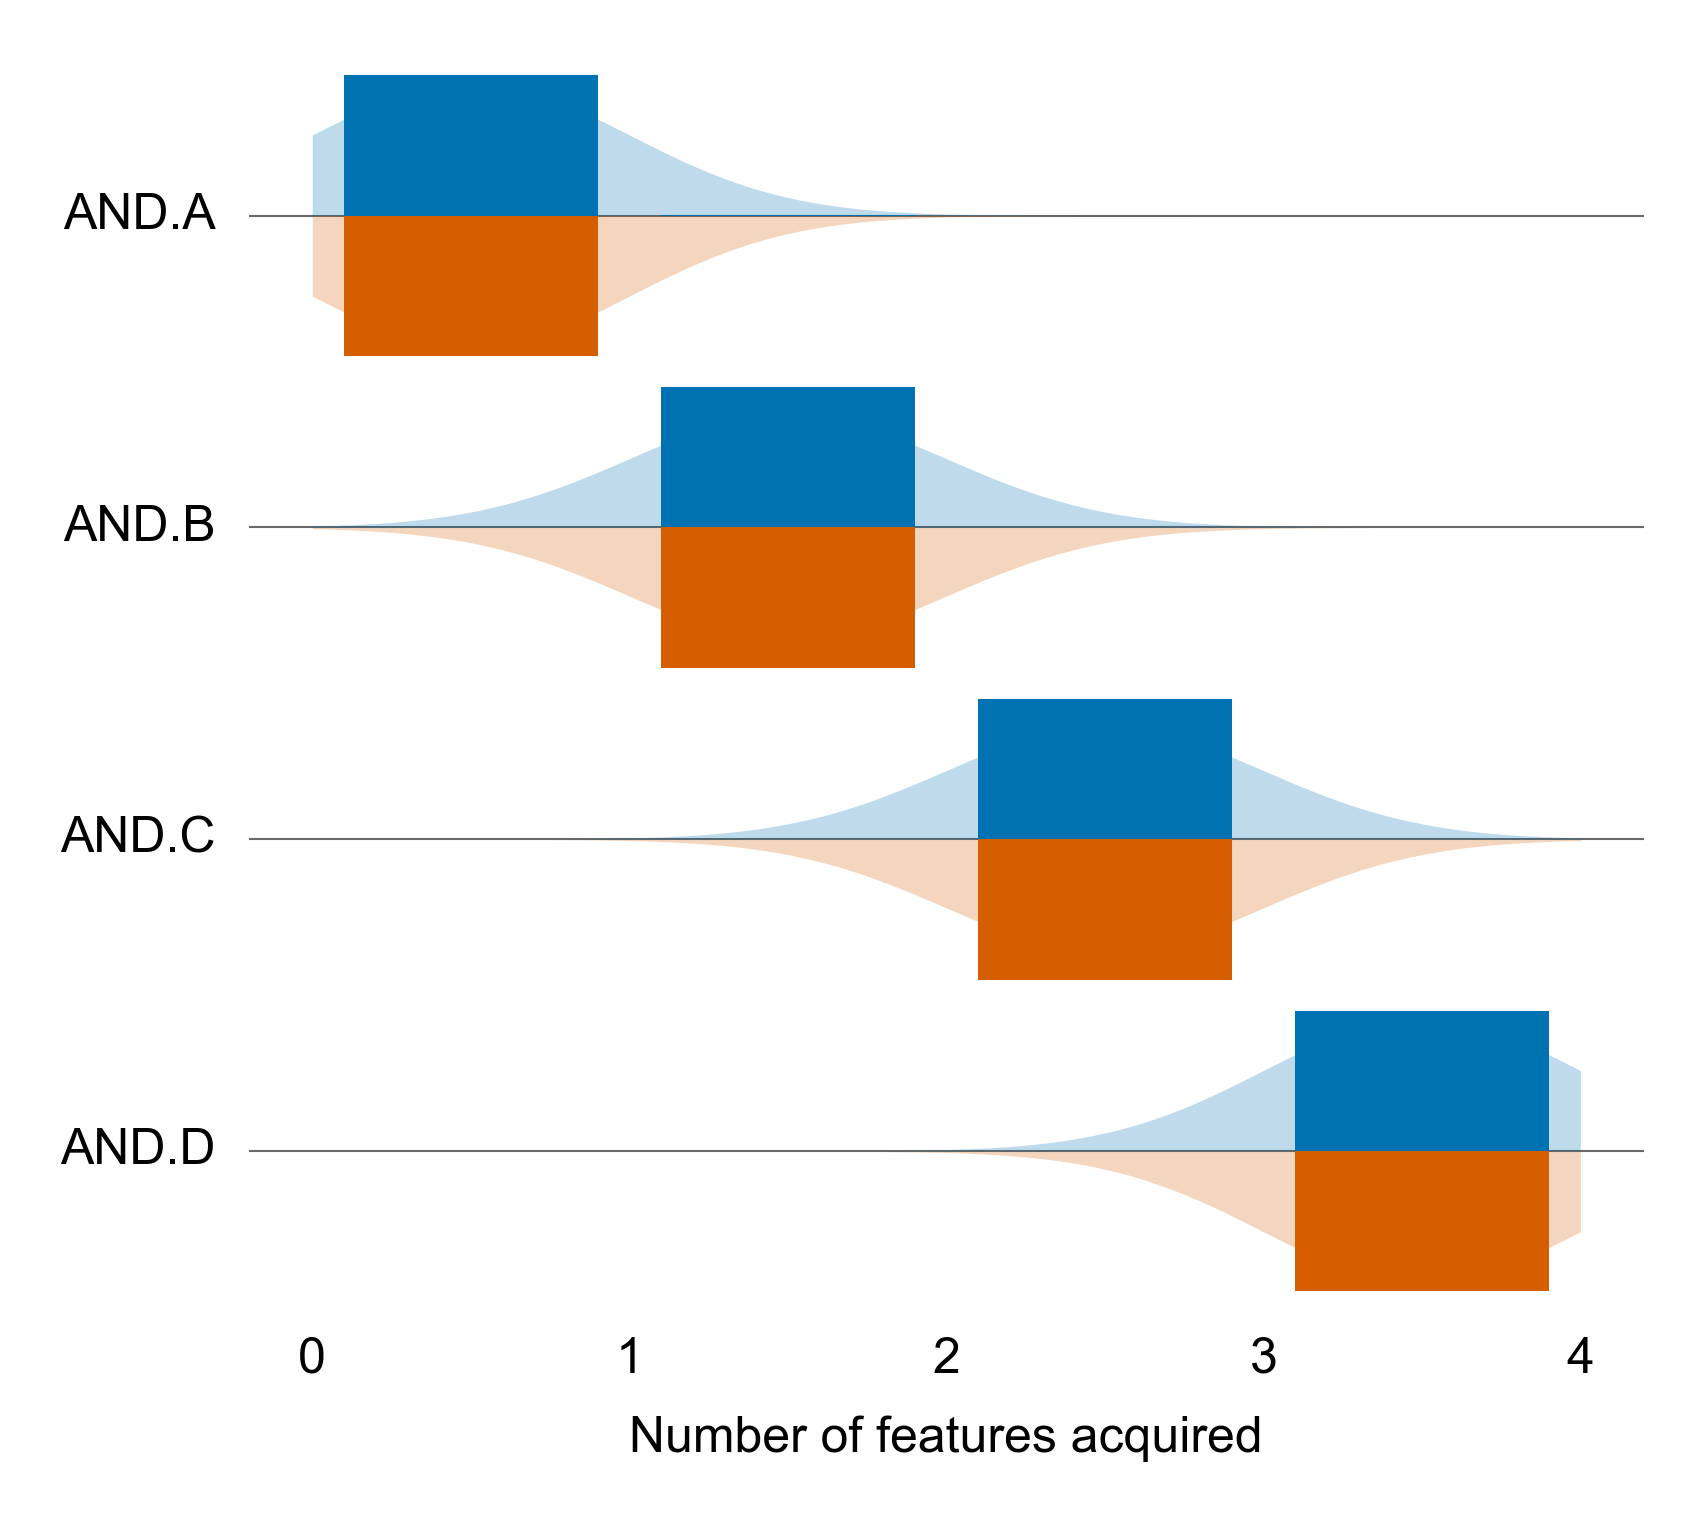 AND.A
AND.B
AND.C
AND.D
0 1 2 3 4
Number of features acquired